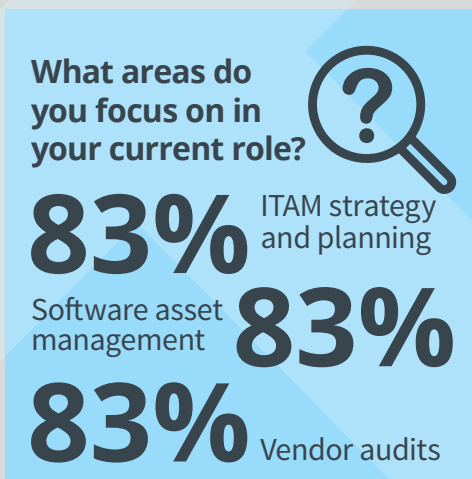 What areas do
you focus on in
your current role?
?
83% ITAM strategy
and planning
Software asset
management 83%
83% Vendor audits